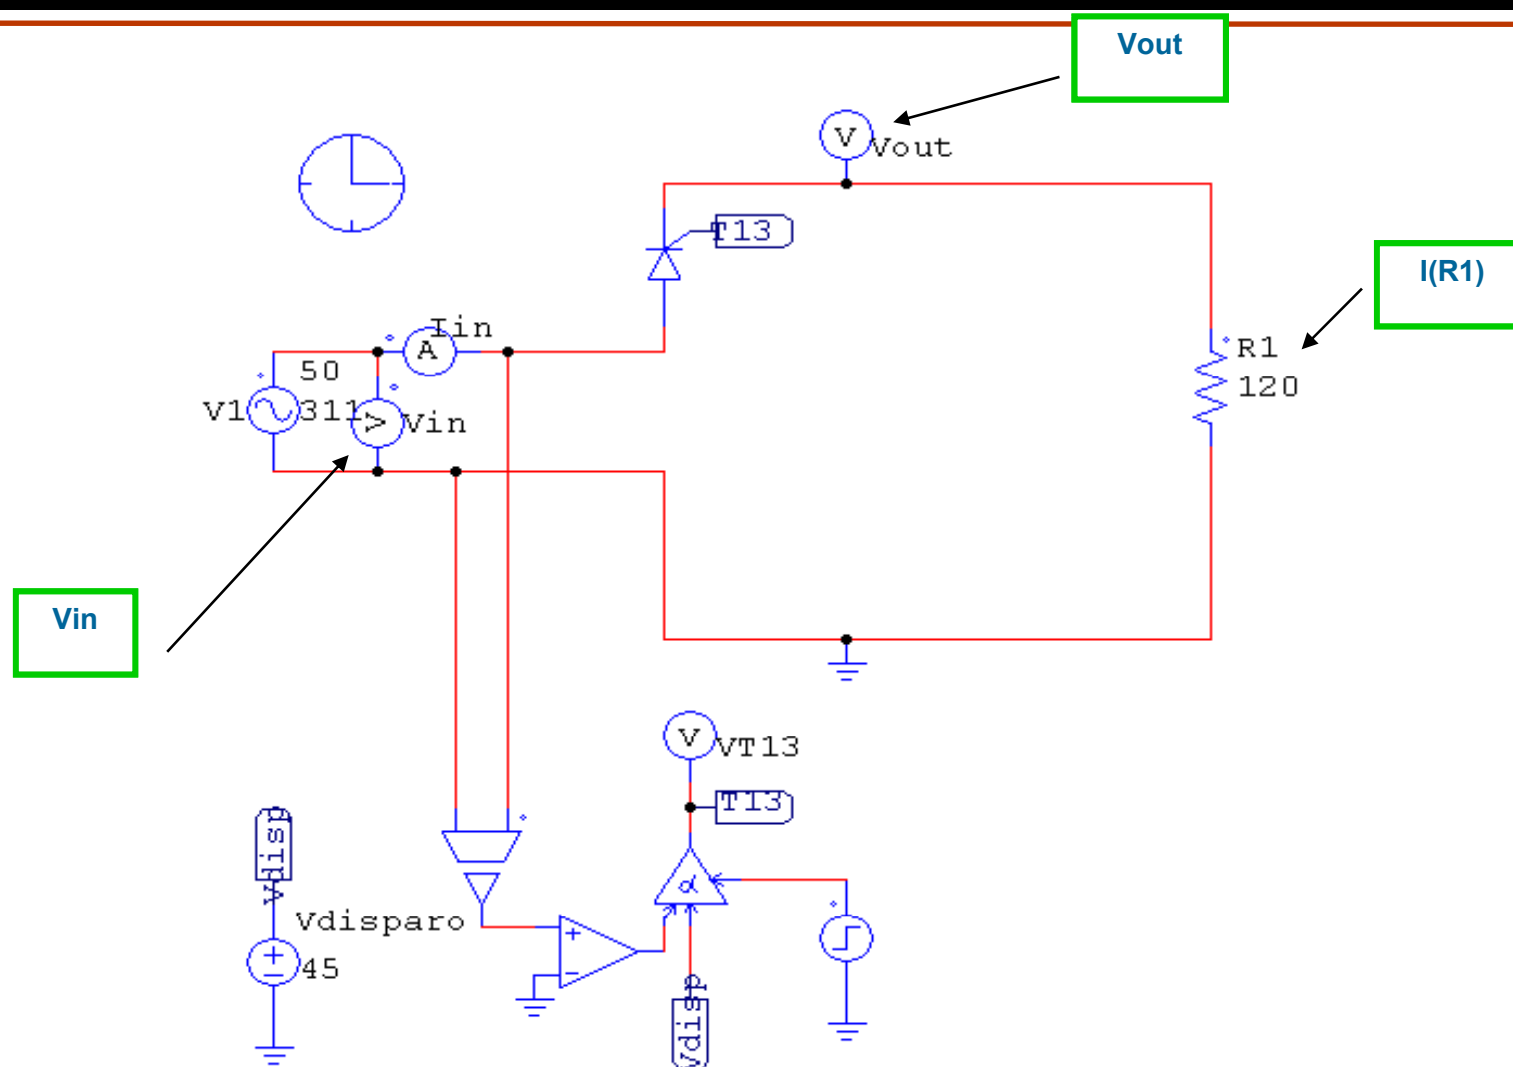 Vout
V
Vout
T13
I(R1)
Iin
A
50
R1
120
V1
311
V
Vin
Vin
V
VT13
T13
Vdisp
α
Vdisparo
+
-
+
-
45
Vdisp